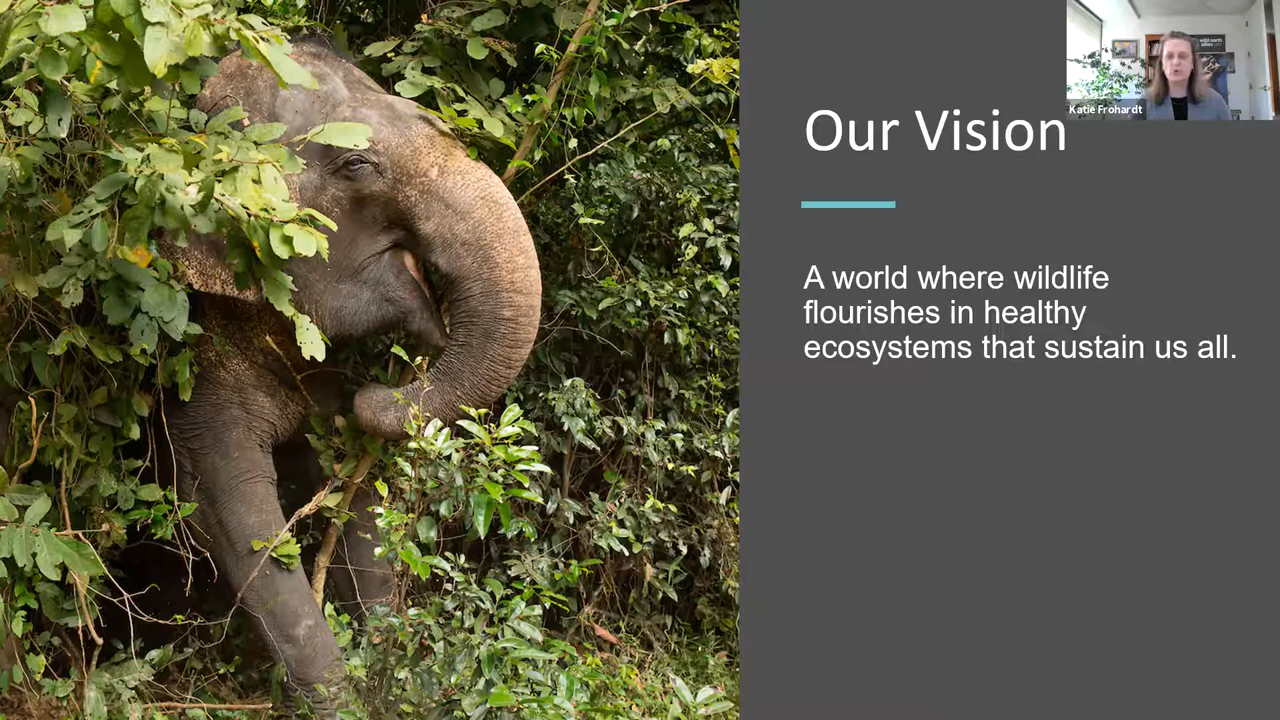 Our Vision
Katie Frohardt
A world where wildlife
flourishes in healthy
ecosystems that sustain us all.